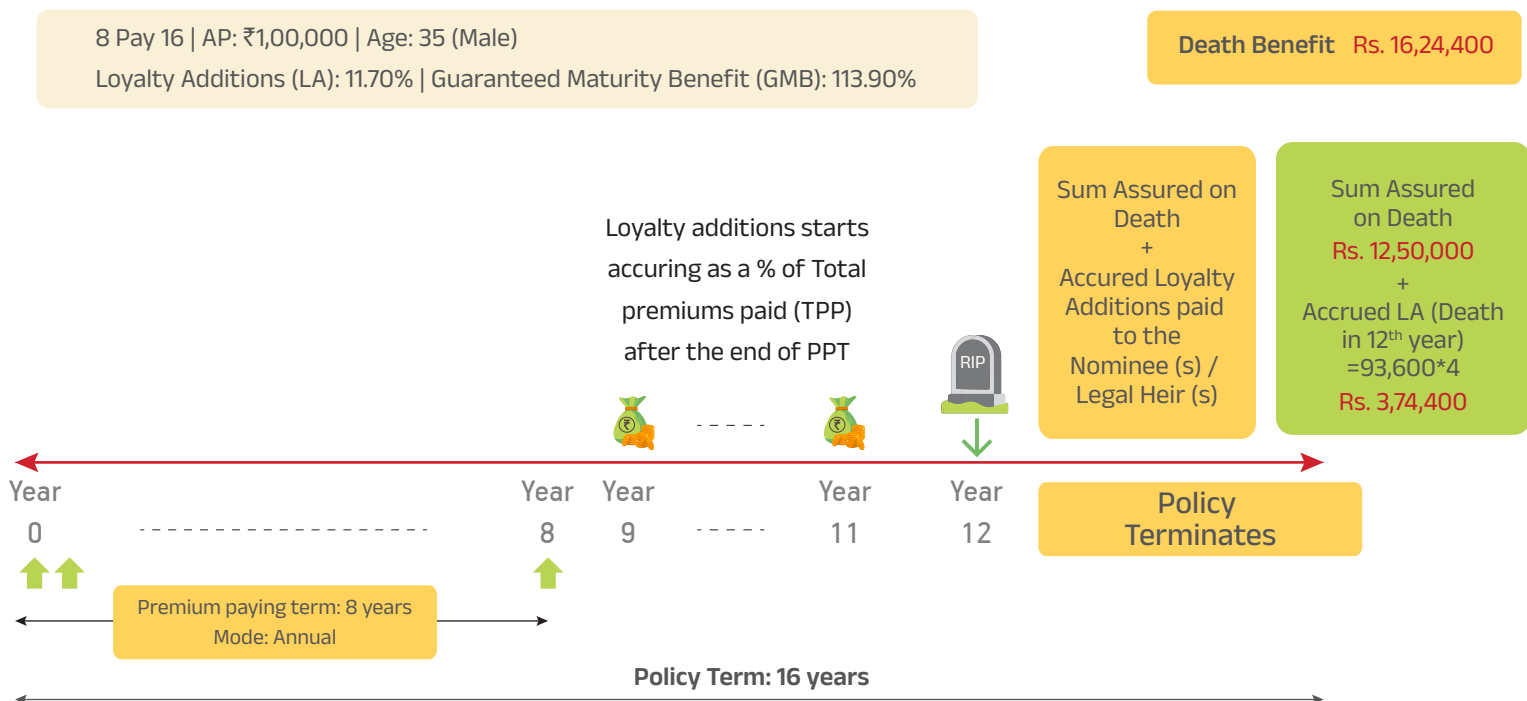 8 Pay 16 | AP: ₹1,00,000 | Age: 35 (Male)
Loyalty Additions (LA): 11.70% | Guaranteed Maturity Benefit (GMB): 113.90%
Death Benefit Rs. 16,24,400
Loyalty additions starts
accuring as a % of Total
premiums paid (TPP)
after the end of PPT
₹
₹
RIP
Sum Assured on
Death
+
Accured Loyalty
Additions paid
to the
Nominee (s) /
Legal Heir (s)
Sum Assured
on Death
Rs. 12,50,000
+
Accrued LA (Death
in 12th year)
=93,600*4
Rs. 3,74,400
Year Year Year Year Year
0 8 9 11 12
Policy
Terminates
Premium paying term: 8 years
Mode: Annual
Policy Term: 16 years